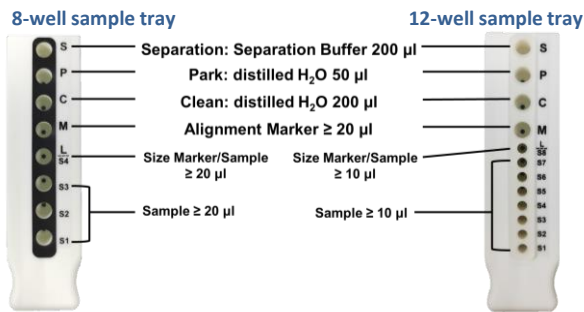 8-well sample tray
12-well sample tray
S
Separation: Separation Buffer 200 µl
S
P
Park: distilled H₂O 50 µl
P
C
Clean: distilled H₂O 200 µl
C
M
Alignment Marker ≥ 20 µl
M
L
S4
Size Marker/Sample
≥ 20 µl
Size Marker/Sample
≥ 10 µl
L
S8
S3
S2
S1
Sample ≥ 20 µl
Sample ≥ 10 µl
S7
S6
S5
S4
S3
S2
S1